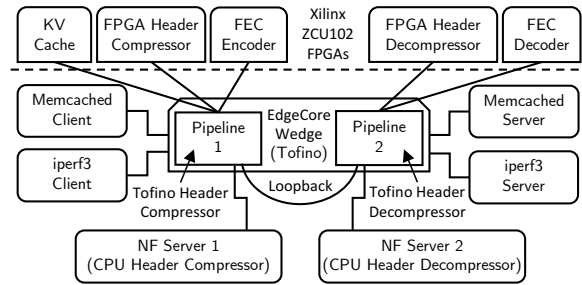 KV
Cache
FPGA Header
Compressor
FEC
Encoder
Xilinx
ZCU102
FPGAs
FPGA Header
Decompressor
FEC
Decoder
Memcached
Client
iperf3
Client
Pipeline
1
EdgeCore
Wedge
(Tofino)
Pipeline
2
Memcached
Server
iperf3
Server
Loopback
Tofino Header
Compressor
Tofino Header
Decompressor
NF Server 1
(CPU Header Compressor)
NF Server 2
(CPU Header Decompressor)